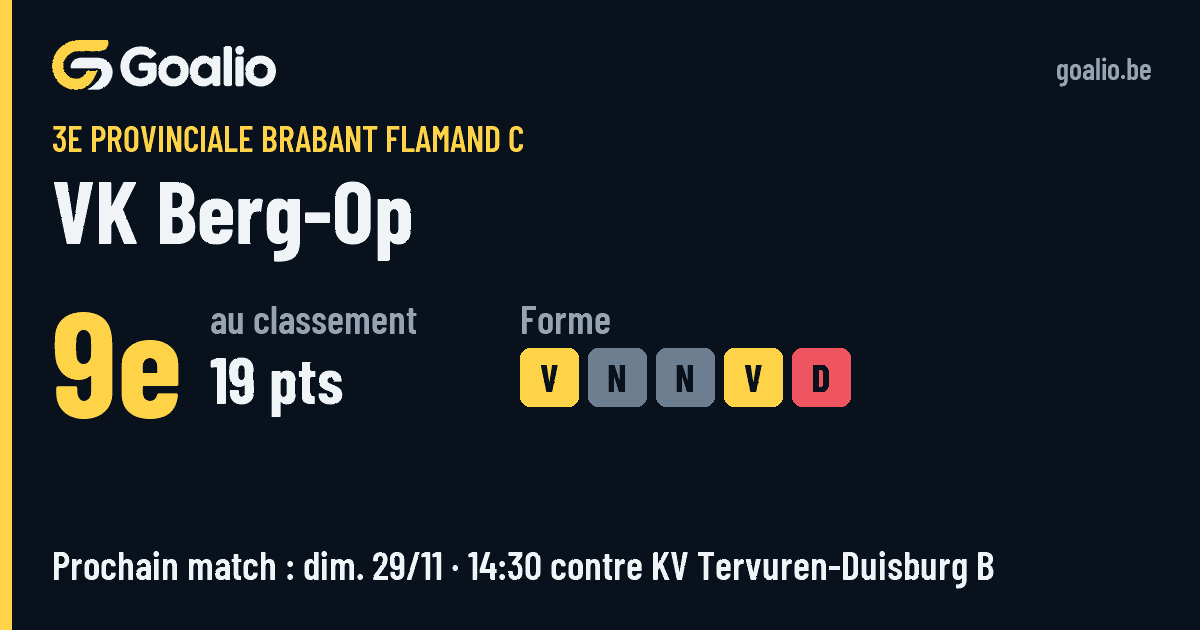 Goalio
goalio.be
3E PROVINCIALE BRABANT FLAMAND C
VK Berg-Op
9e
au classement
19 pts
Forme
V N N V D
Prochain match : dim. 29/11 · 14:30 contre KV Tervuren-Duisburg B